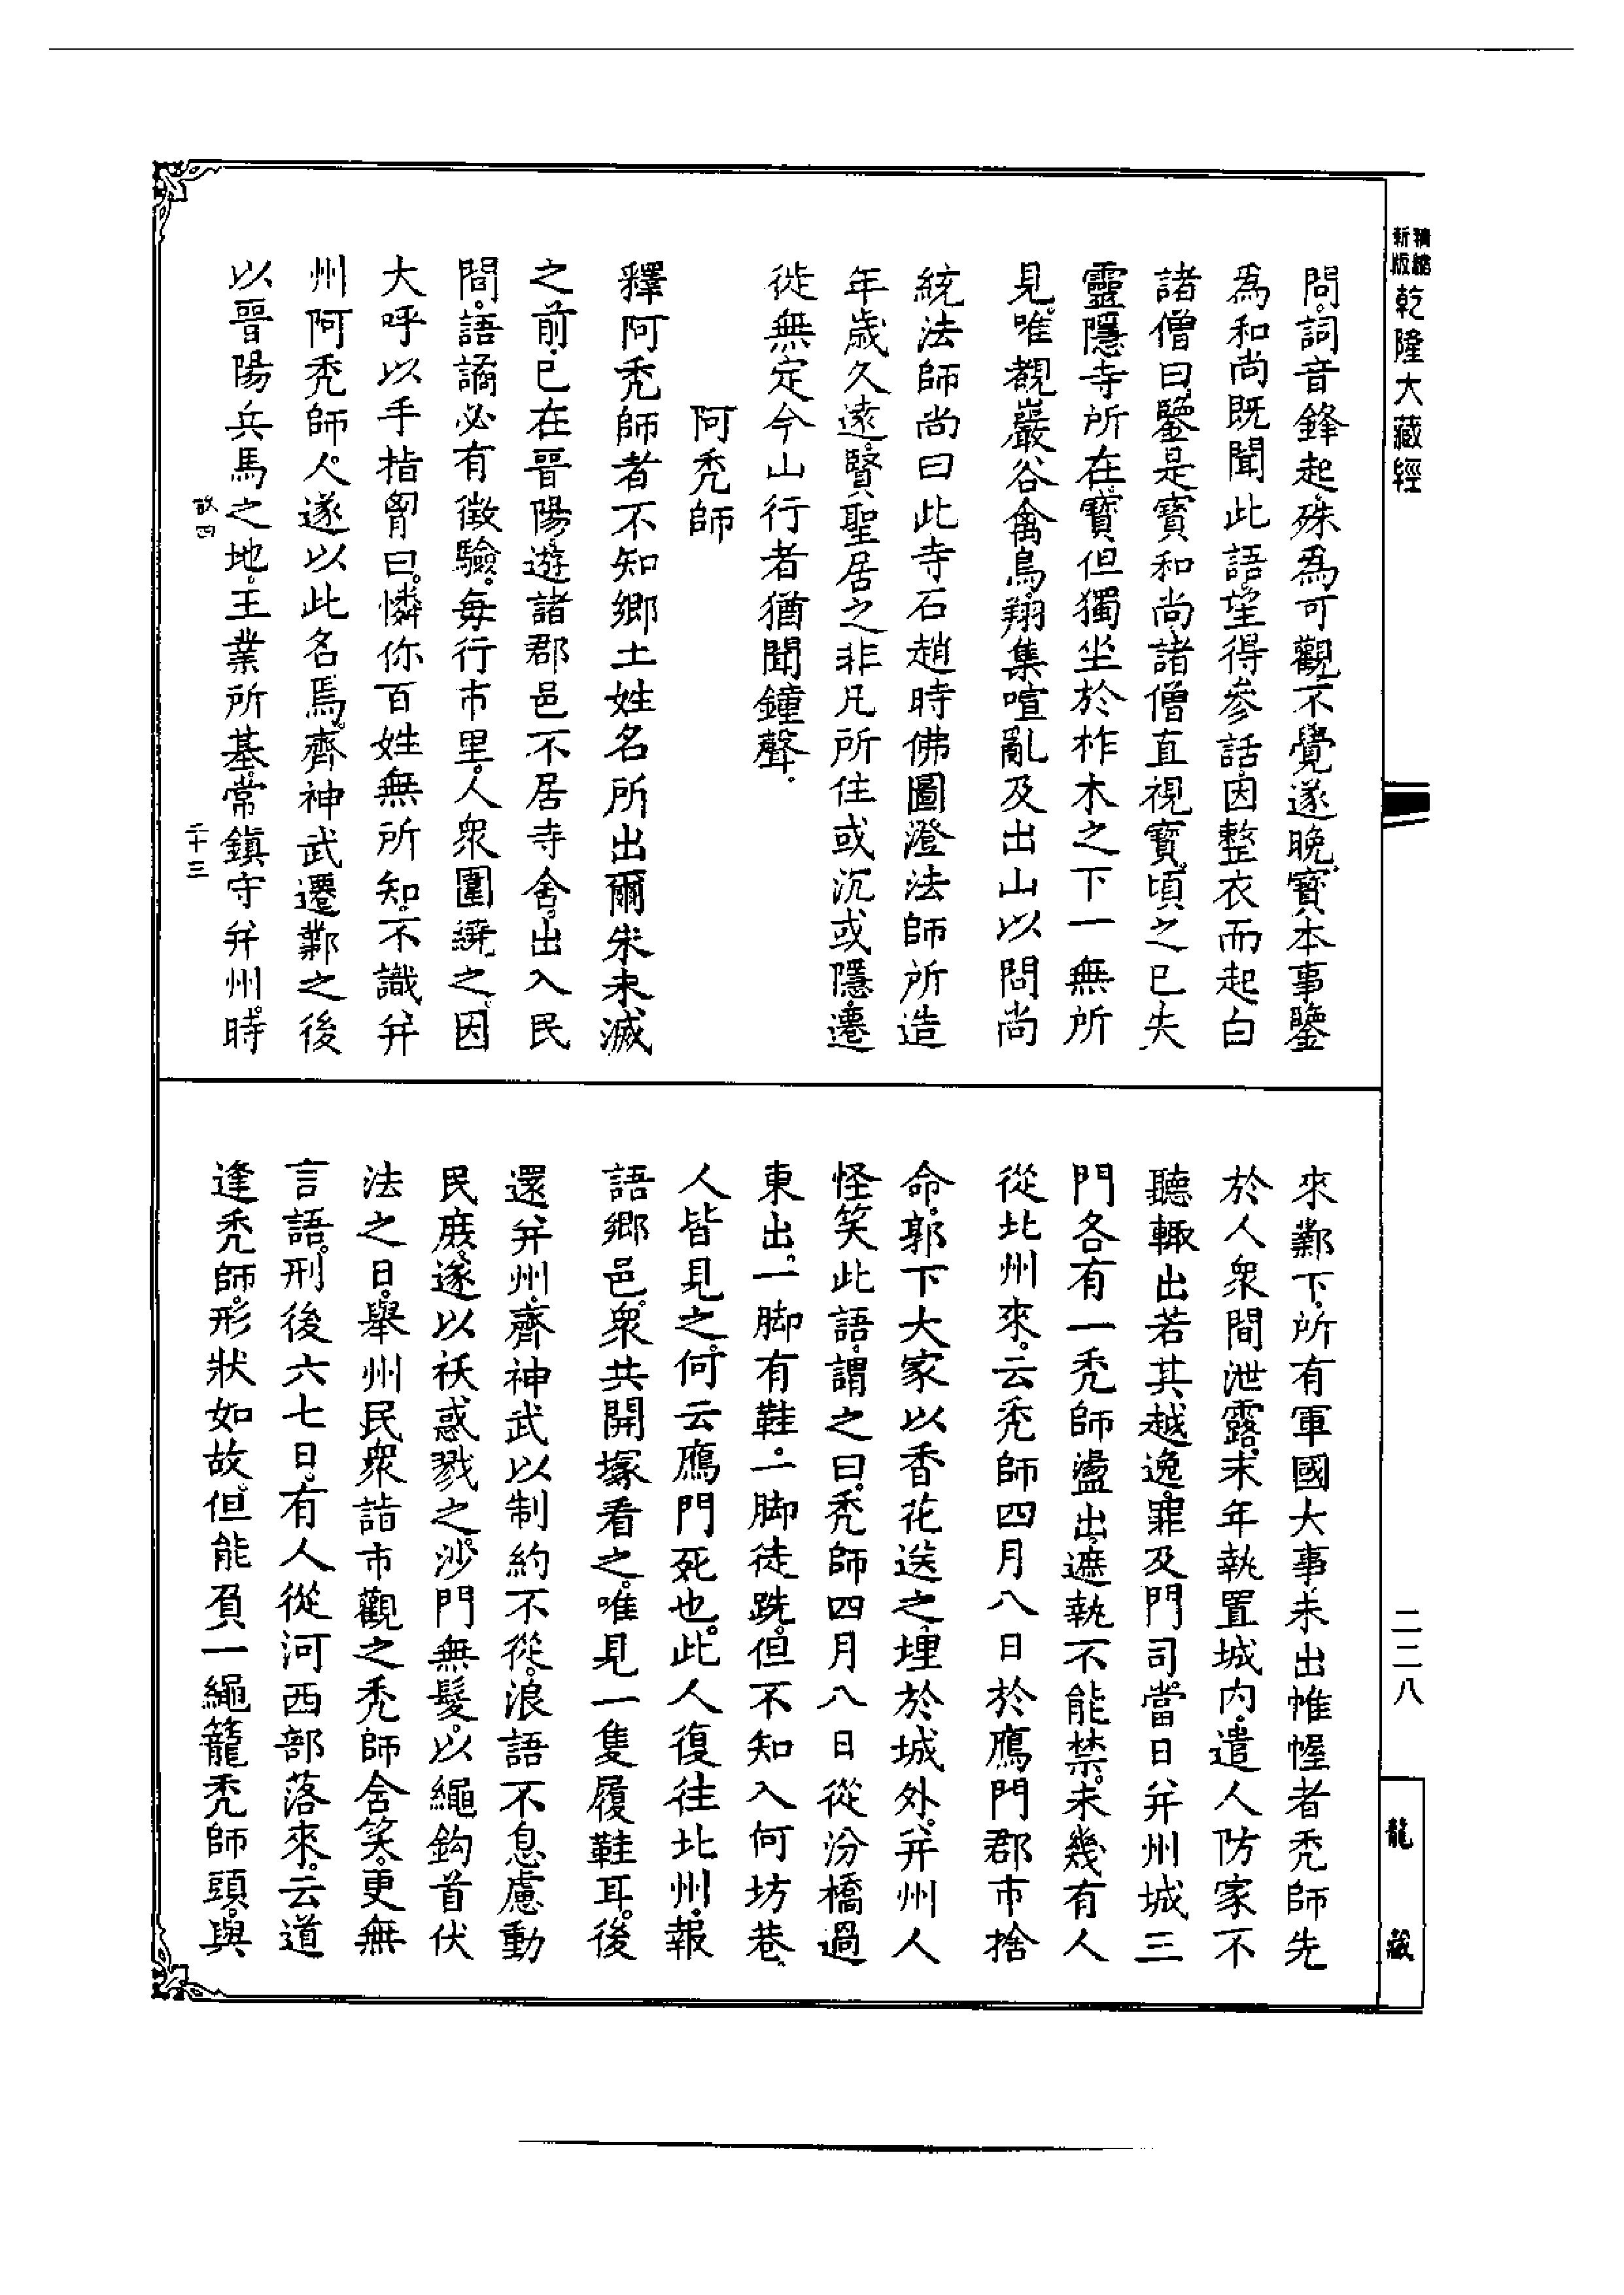 精縮
新版
乾隆大藏經
二二八
龍藏
問。詞音鋒起。殊爲可觀。不覺遂晚。寶本事鑒
爲和尚既聞此語。望得參話。因整衣而起白
諸僧曰。鑒是寶和尚。諸僧直視寶。頃之已失
靈隱寺所在。寶但獨坐於柞木之下。一無所
見。唯覩巖谷禽鳥。翔集喧亂及出山以問尚
統法師尚曰此寺石趙時佛圖澄法師所造
年歲久遠。賢聖居之非凡所住或沉或隱。遷
徙無定今山行者猶聞鐘聲。
阿禿師
釋阿禿師者不知鄉土姓名所出爾朱未滅
之前。已在晉陽。遊諸郡邑不居寺舍。出入民
間。語譎必有徵驗。每行市里。人衆圍繞之。因
大呼以手指胷曰。憐你百姓無所知。不識并
州阿禿師。人遂以此名焉。齊神武遷鄴之後
以晉陽兵馬之地。王業所基。常鎮守并州。時
散四
二十三
來鄴下。所有軍國大事未出帷幄者禿師先
於人衆間泄露。末年執置城内。遣人防家不
聽輙出若其越逸。罪及門司當日并州城三
門各有一禿師盪出。遮執不能禁。未幾有人
從北州來。云禿師四月八日於鴈門郡市捨
命。郭下大家以香花送之。埋於城外。并州人
怪笑此語。謂之曰。禿師四月八日從汾橋過
東出。一脚有鞋。一脚徒跣。但不知入何坊巷。
人皆見之。何云鴈門死也。此人復往北州。報
語鄉邑。衆共開塚看之。唯見一隻履鞋耳。後
還并州。齊神武以制約不從。浪語不息慮動
民庶。遂以祅惑戮之。沙門無髮。以繩鈎首伏
法之日。舉州民衆詣市觀之禿師含笑。更無
言語。刑後六七日。有人從河西部落來。云道
逢禿師。形狀如故。但能負一繩籠禿師頭。與